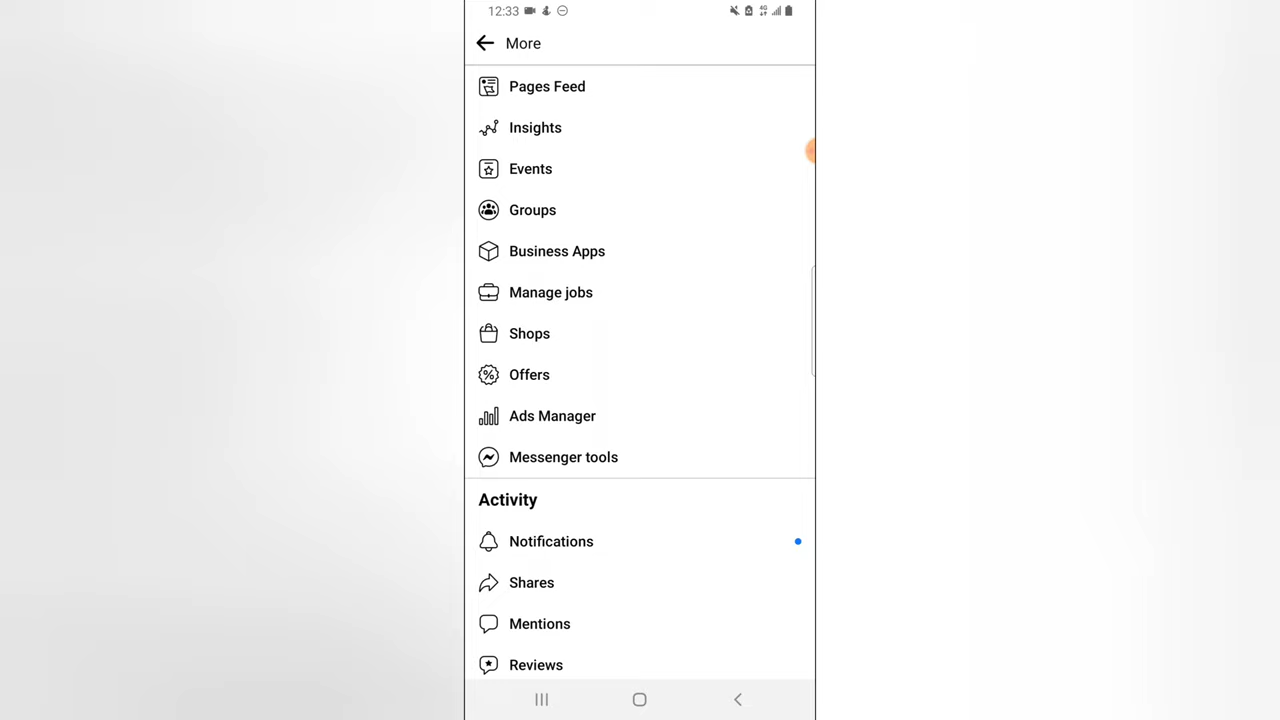 12:33
More
Pages Feed
Insights
Events
Groups
Business Apps
Manage jobs
Shops
Offers
Ads Manager
Messenger tools
Activity
Notifications
Shares
Mentions
Reviews